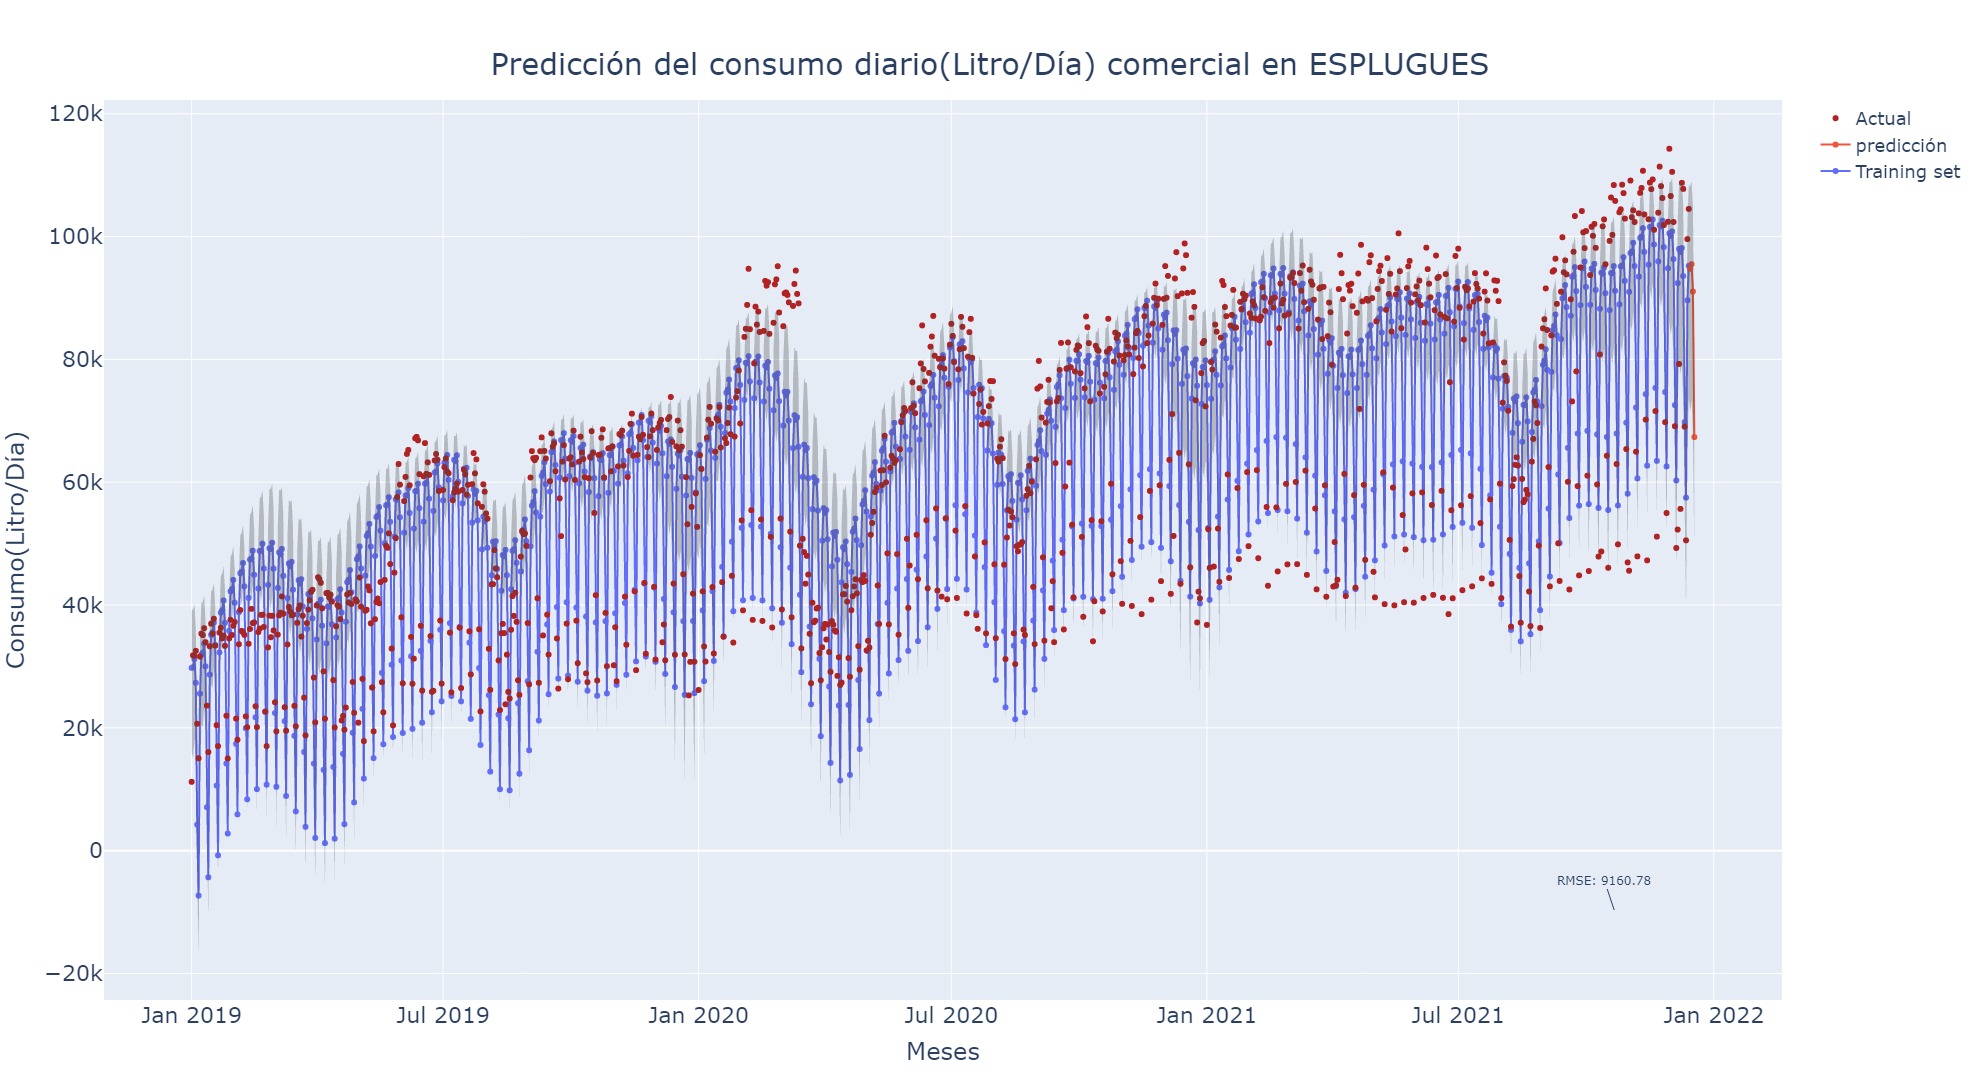 Predicción del consumo diario(Litro/Día) comercial en ESPLUGUES
120k
100k
80k
60k
40k
20k
0
−20k
Consumo(Litro/Día)
Actual
predicción
Training set
RMSE: 9160.78
Jan 2019
Jul 2019
Jan 2020
Jul 2020
Jan 2021
Jul 2021
Jan 2022
Meses